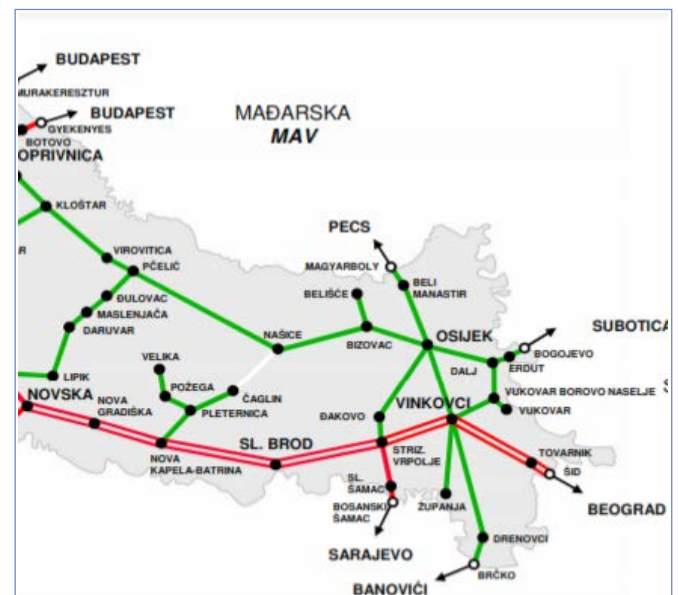 BUDAPEST
MURAKERESZTUR
BUDAPEST
GYEKENYES
BOTOVO
OPRIVNICA
MAĐARSKA
MAV
KLOŠTAR
R
VIROVITICA
PČELIĆ
PECS
MAGYARBOLY
BELI
MANASTIR
ĐULOVAC
MASLENJAČA
DARUVAR
BELIŠĆE
NAŠICE
BIZOVAC
OSIJEK
SUBOTICA
BOGOJEVO
ERDUT
DALJ
VELIKA
LIPIK
POŽEGA
ČAGLIN
PLETERNICA
S
VUKOVAR BOROVO NASELJE
VUKOVAR
NOVSKA
NOVA
GRADIŠKA
ĐAKOVO
VINKOVCI
SL. BROD
NOVA
KAPELA-BATRINA
STRIZ.
VRPOLJE
TOVARNIK
ŠID
SL.
ŠAMAC
BOSANSKI
ŠAMAC
ŽUPANJA
BEOGRAD
SARAJEVO
DRENOVCI
BRČKO
BANOVIĆI